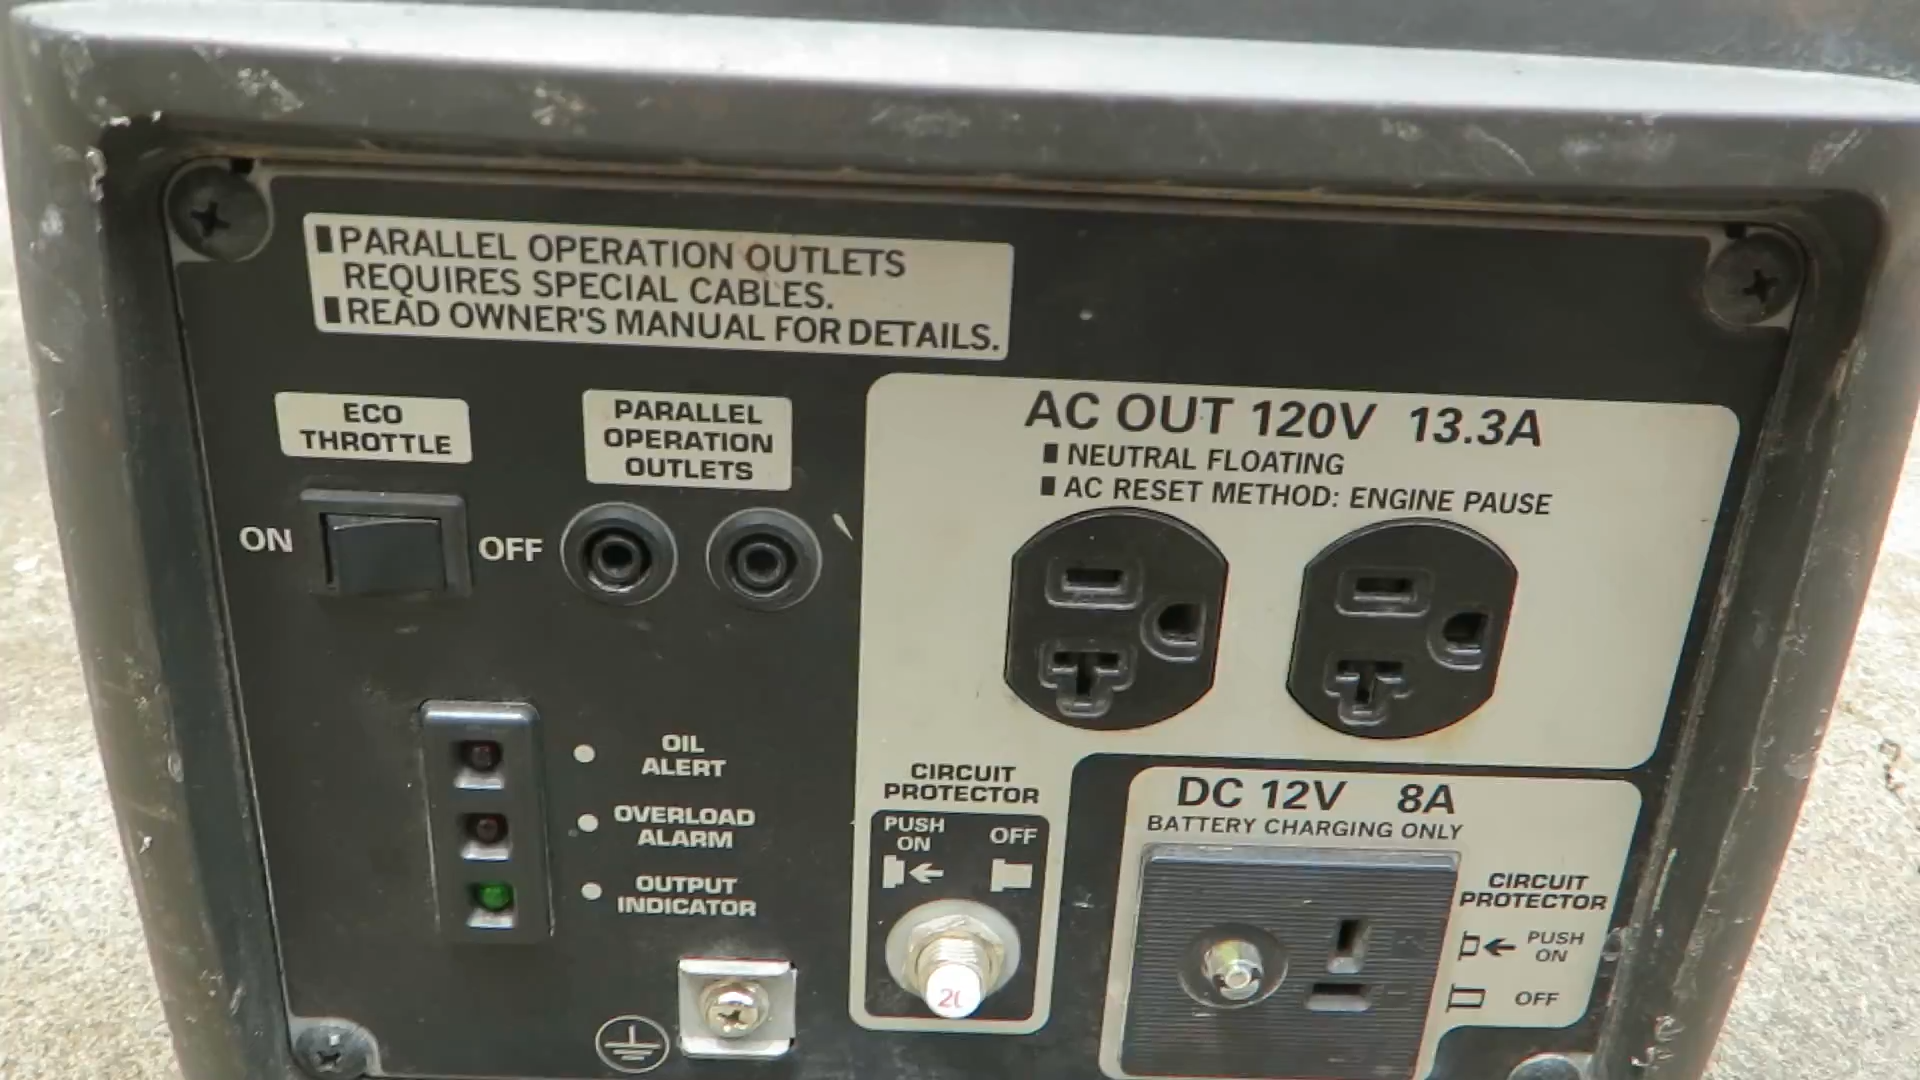 PARALLEL OPERATION OUTLETS
REQUIRES SPECIAL CABLES.
READ OWNER'S MANUAL FOR DETAILS.
ECO
THROTTLE
ON
OFF
PARALLEL
OPERATION
OUTLETS
AC OUT 120V 13.3A
NEUTRAL FLOATING
AC RESET METHOD: ENGINE PAUSE
OIL
ALERT
OVERLOAD
ALARM
OUTPUT
INDICATOR
CIRCUIT
PROTECTOR
PUSH
ON
OFF
DC 12V 8A
BATTERY CHARGING ONLY
CIRCUIT
PROTECTOR
PUSH
ON
OFF